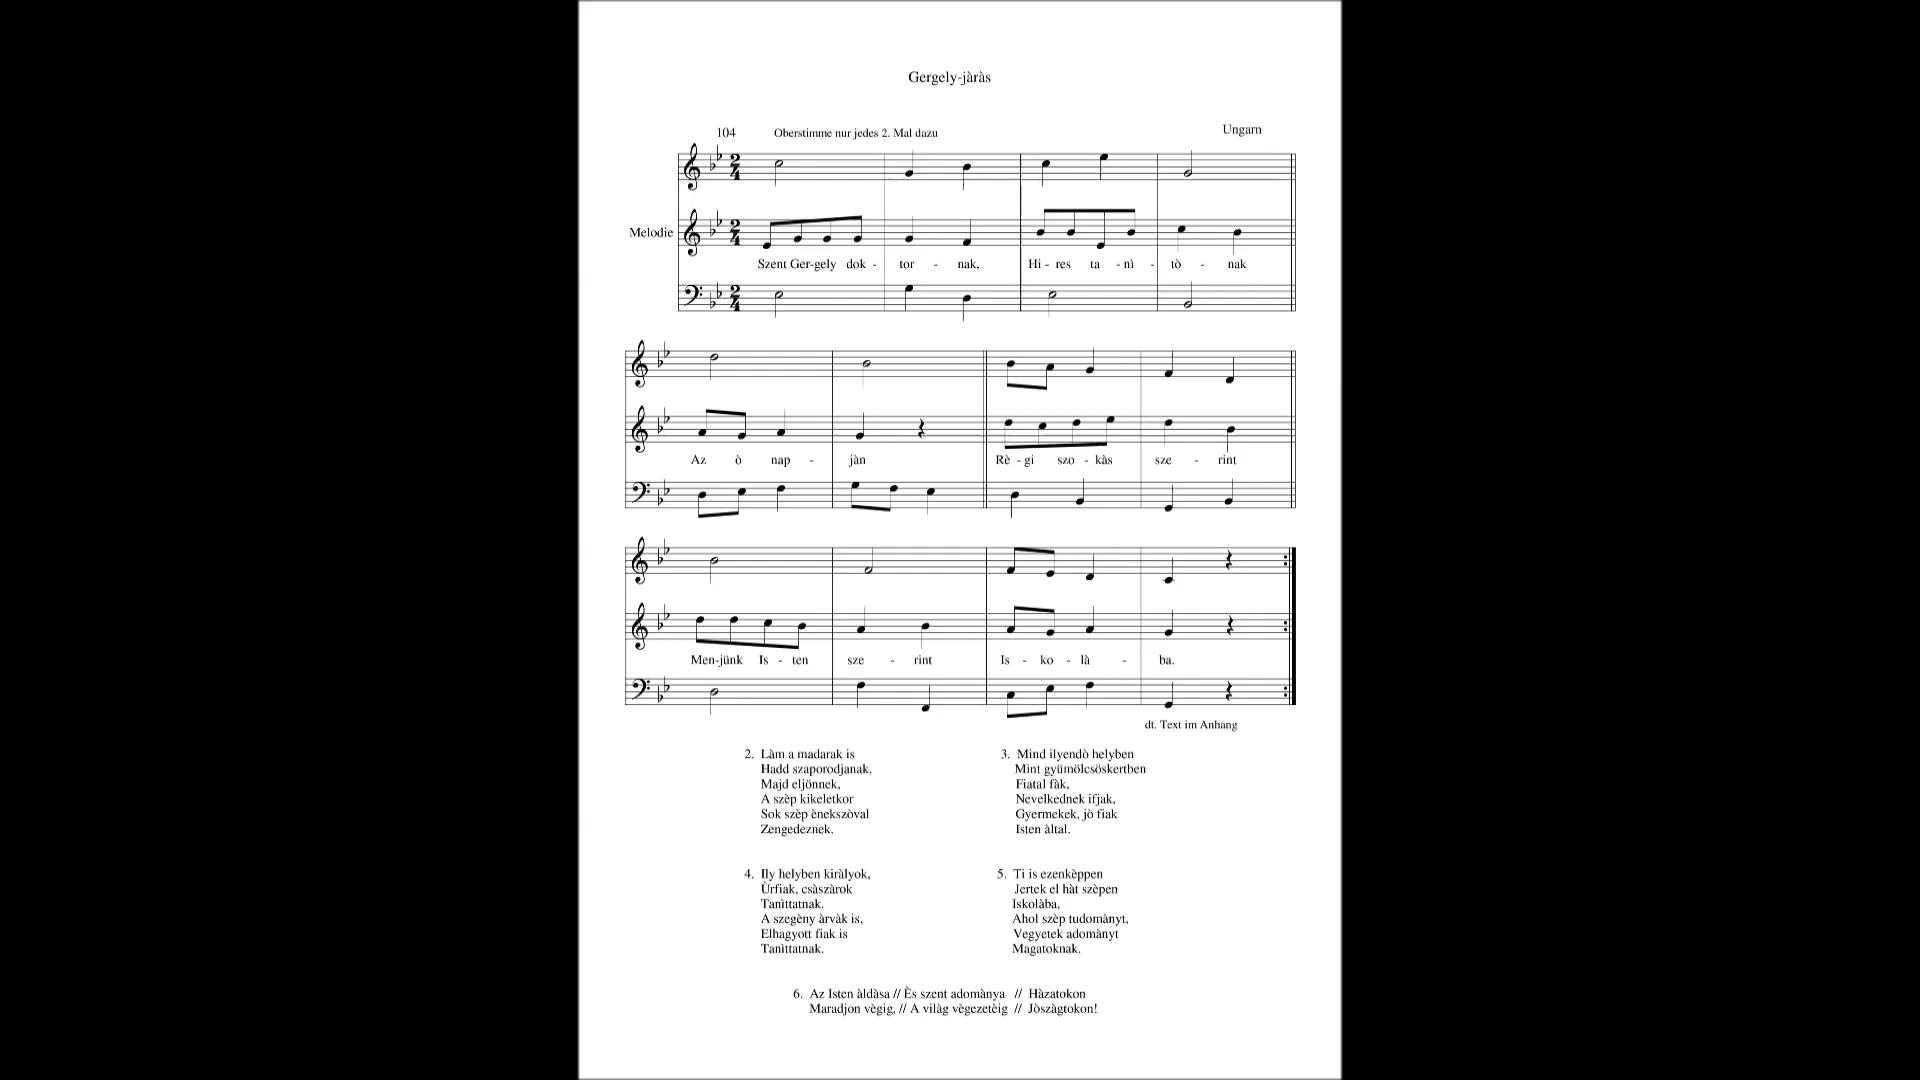 Gergely-jàràs
104 Oberstimme nur jedes 2. Mal dazu Ungarn
Melodie
Szent Ger-gely dok - tor - nak, Hi - res ta - nì - tò - nak
Az ò nap - jàn Rè - gi szo - kàs sze - rint
Men-jünk Is - ten sze - rint Is - ko - là - ba.
dt. Text im Anhang
2. Làm a madarak is
Hadd szaporodjanak,
Majd eljönnek,
A szèp kikeletkor
Sok szèp ènekszòval
Zengedeznek.
3. Mind ilyendò helyben
Mint gyümölcsöskertben
Fiatal fàk,
Nevelkednek ifjak,
Gyermekek, jò fiak
Isten àltal.
4. Ily helyben kiràlyok,
Ùrfiak, csàszàrok
Tanìttatnak.
A szegèny àrvàk is,
Elhagyott fiak is
Tanìttatnak.
5. Ti is ezenkèppen
Jertek el hàt szèpen
Iskolàba,
Ahol szèp tudomànyt,
Vegyetek adomànyt
Magatoknak.
6. Az Isten àldàsa // Ès szent adomànya // Hàzatokon
Maradjon vègig, // A vilàg vègezetèig // Jòszàgtokon!